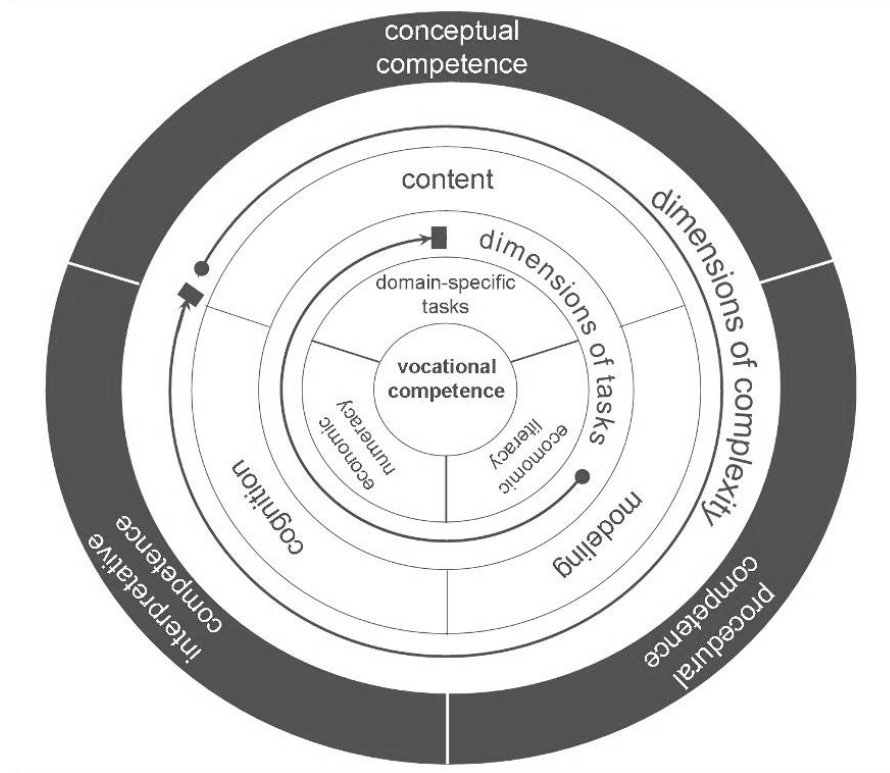 conceptual
competence
content
dimensions of complexity
dimensions of tasks
domain-specific
tasks
vocational
competence
economic
numeracy
ecomomic
literacy
cognition
modeling
interpretative
competence
procedural
competence